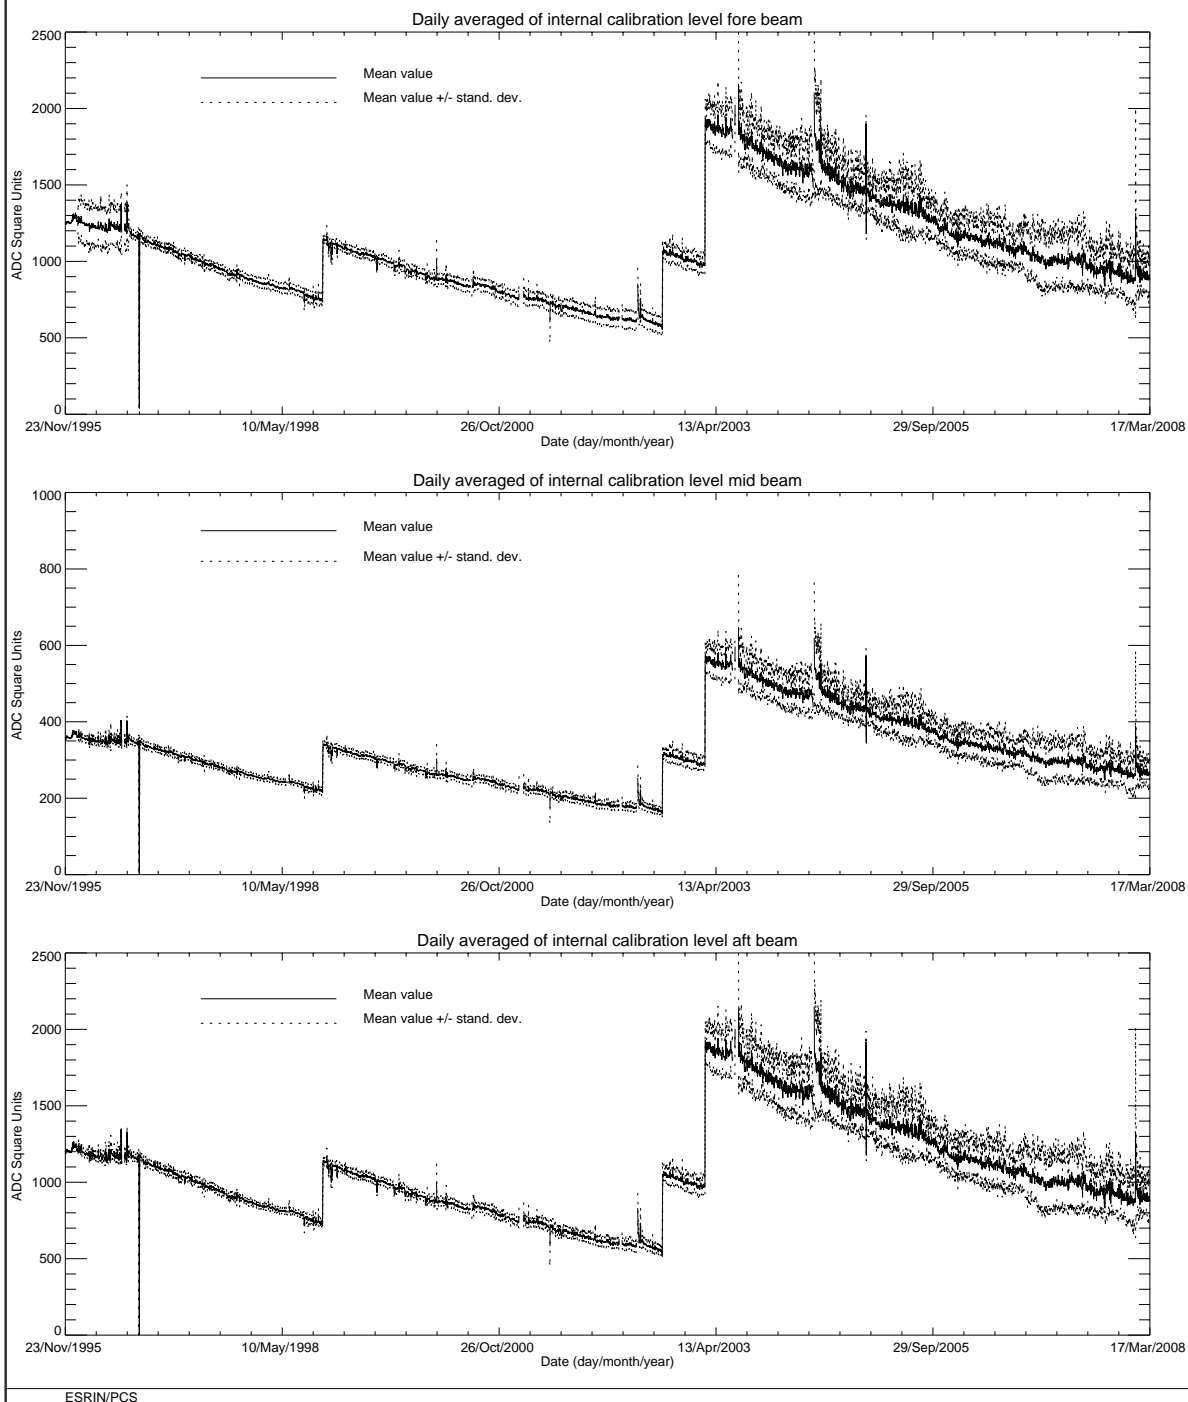 Daily averaged of internal calibration level fore beam
2500
2000
1500
1000
500
0
ADC Square Units
Mean value
Mean value +/- stand. dev.
23/Nov/1995 10/May/1998 26/Oct/2000 13/Apr/2003 29/Sep/2005 17/Mar/2008
Date (day/month/year)
Daily averaged of internal calibration level mid beam
1000
800
600
400
200
0
ADC Square Units
Mean value
Mean value +/- stand. dev.
23/Nov/1995 10/May/1998 26/Oct/2000 13/Apr/2003 29/Sep/2005 17/Mar/2008
Date (day/month/year)
Daily averaged of internal calibration level aft beam
2500
2000
1500
1000
500
0
ADC Square Units
Mean value
Mean value +/- stand. dev.
23/Nov/1995 10/May/1998 26/Oct/2000 13/Apr/2003 29/Sep/2005 17/Mar/2008
Date (day/month/year)
ESRIN/PCS